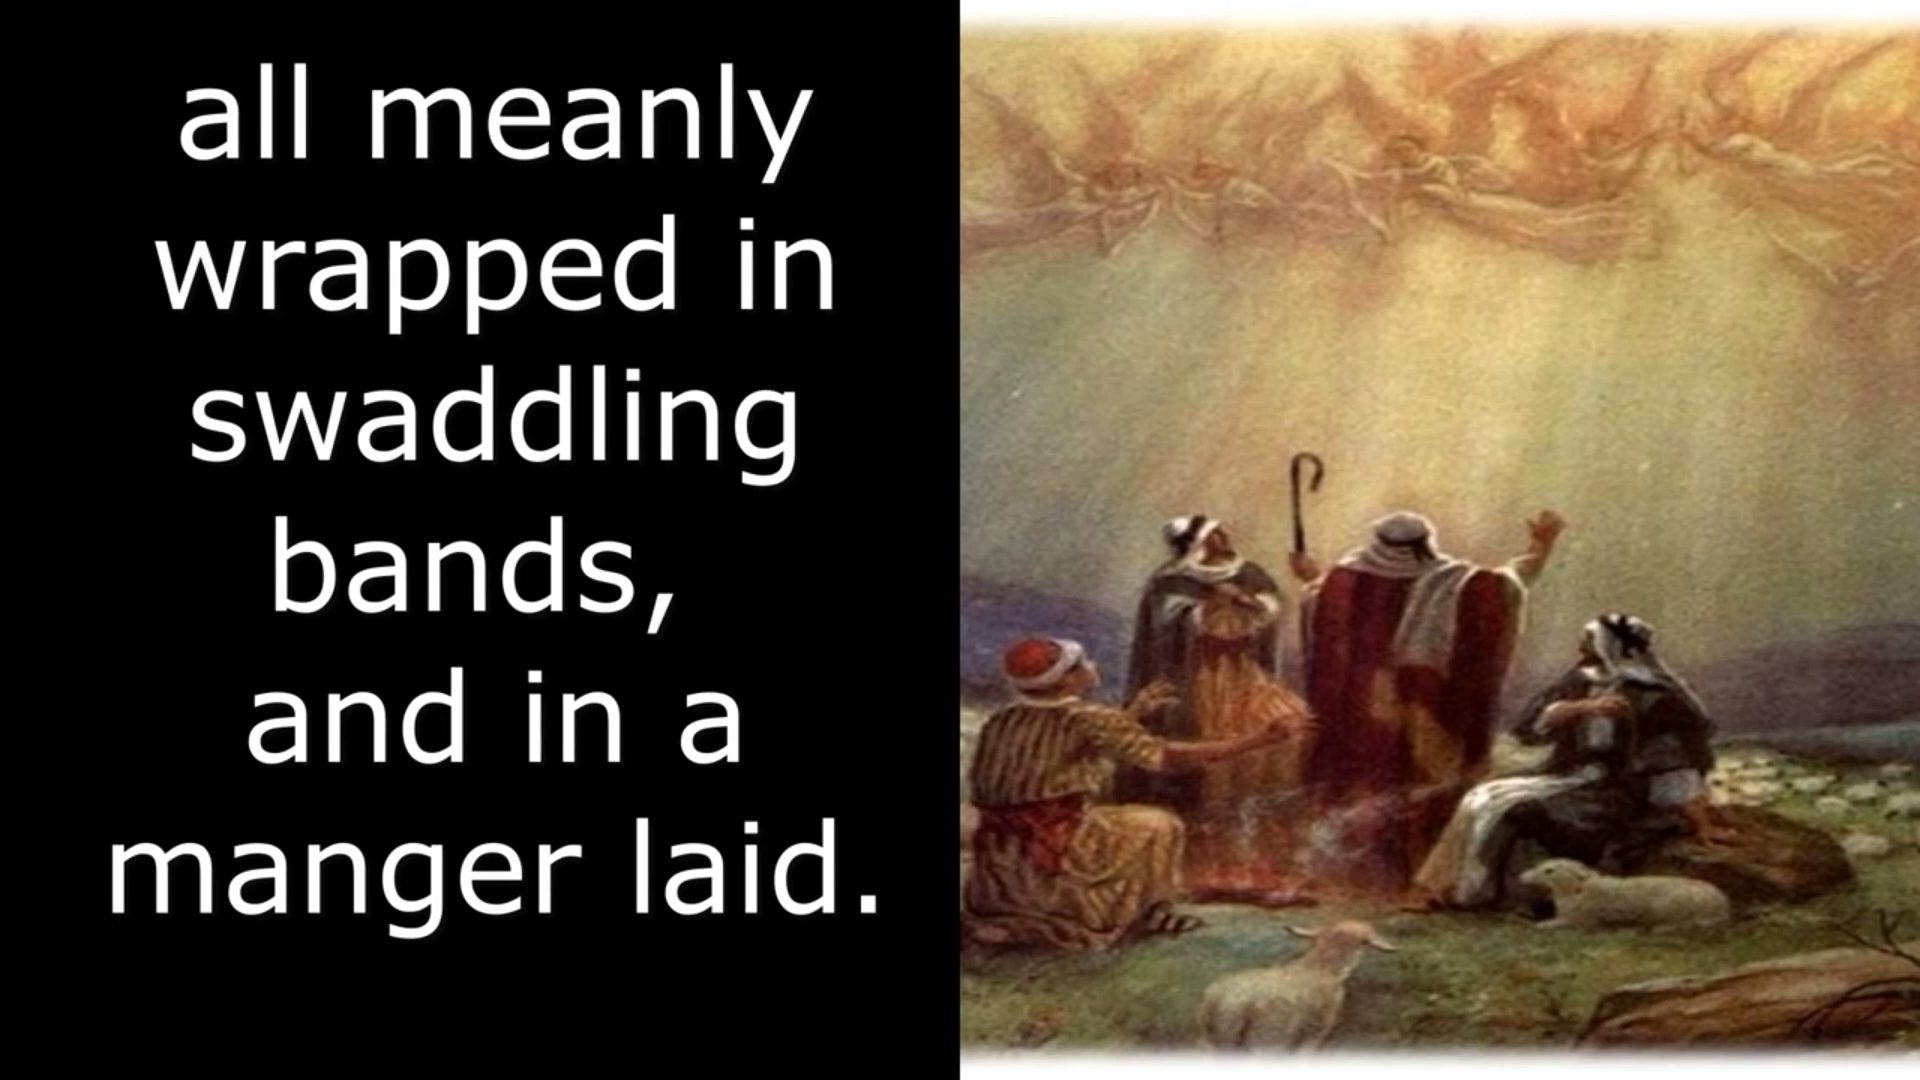 all meanly
wrapped in
swaddling
bands,
and in a
manger laid.